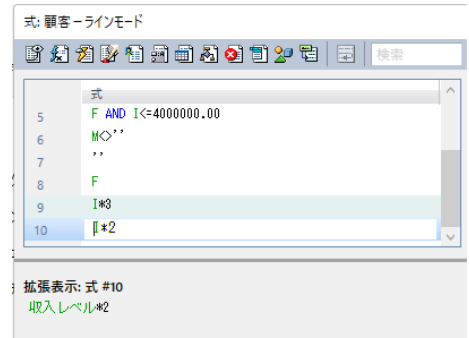 式: 顧客 – ラインモード
検索
式
5 F AND I<=4000000.00
6 M<>''
7 ''
8 F
9 I*3
10 I*2
拡張表示: 式 #10
収入レベル*2